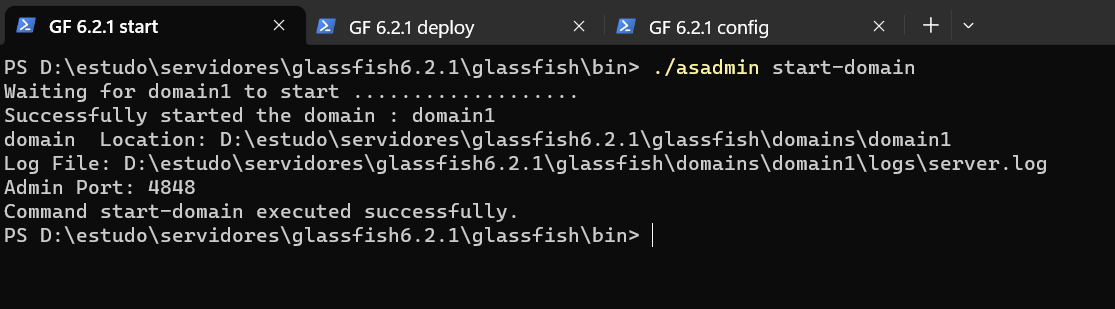 GF 6.2.1 start GF 6.2.1 deploy GF 6.2.1 config
PS D:\estudo\servidores\glassfish6.2.1\glassfish\bin> ./asadmin start-domain
Waiting for domain1 to start ...................
Successfully started the domain : domain1
domain  Location: D:\estudo\servidores\glassfish6.2.1\glassfish\domains\domain1
Log File: D:\estudo\servidores\glassfish6.2.1\glassfish\domains\domain1\logs\server.log
Admin Port: 4848
Command start-domain executed successfully.
PS D:\estudo\servidores\glassfish6.2.1\glassfish\bin>